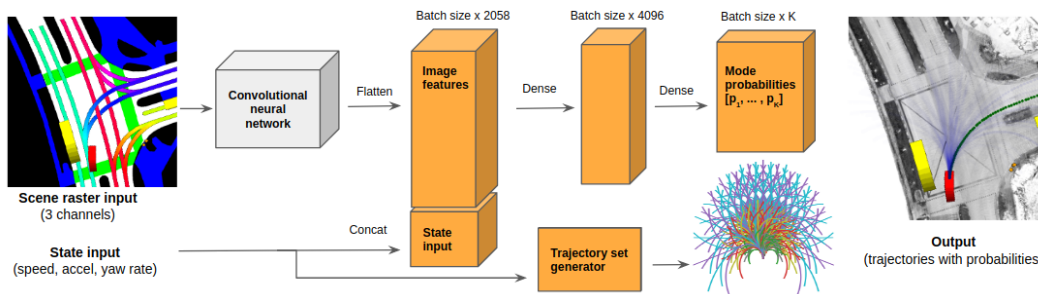 Batch size x 2058
Batch size x 4096
Batch size x K
Convolutional
neural
network
Flatten
Image
features
Dense
Dense
Mode
probabilities
[p₁, ... , pₖ]
Scene raster input
(3 channels)
State input
(speed, accel, yaw rate)
Concat
State
input
Trajectory set
generator
Output
(trajectories with probabilities